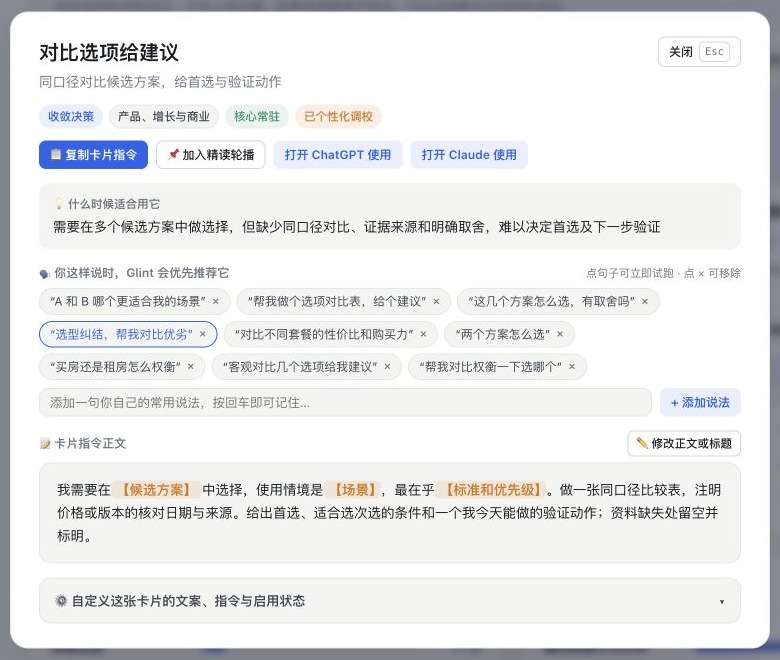 对比选项给建议
关闭 Esc
同口径对比候选方案，给首选与验证动作
收敛决策 产品、增长与商业 核心常驻 已个性化调校
复制卡片指令 加入精读轮播 打开 ChatGPT 使用 打开 Claude 使用
什么时候适合用它
需要在多个候选方案中做选择，但缺少同口径对比、证据来源和明确取舍，难以决定首选及下一步验证
你这样说时，Glint 会优先推荐它 点句子可立即试跑 · 点 × 可移除
“A 和 B 哪个更适合我的场景” × “帮我做个选项对比表，给个建议” × “这几个方案怎么选，有取舍吗” ×
“选型纠结，帮我对比优劣” × “对比不同套餐的性价比和购买力” × “两个方案怎么选” ×
“买房还是租房怎么权衡” × “客观对比几个选项给我建议” × “帮我对比权衡一下选哪个” ×
添加一句你自己的常用说法，按回车即可记住... + 添加说法
卡片指令正文 修改正文或标题
我需要在【候选方案】中选择，使用情境是【场景】，最在乎【标准和优先级】。做一张同口径比较表，注明
价格或版本的核对日期与来源。给出首选、适合选次选的条件和一个我今天能做的验证动作；资料缺失处留空并
标明。
自定义这张卡片的文案、指令与启用状态